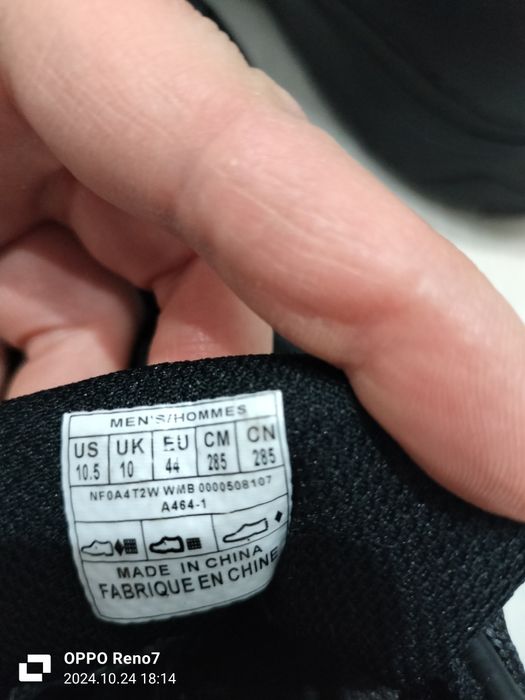 MEN'S/HOMMES
US UK EU CM CN
10.5 10 44 285 285
NF0A4T2W WMB 0000508107
A464-1
MADE IN CHINA
FABRIQUE EN CHINE
OPPO Reno7
2024.10.24 18:14